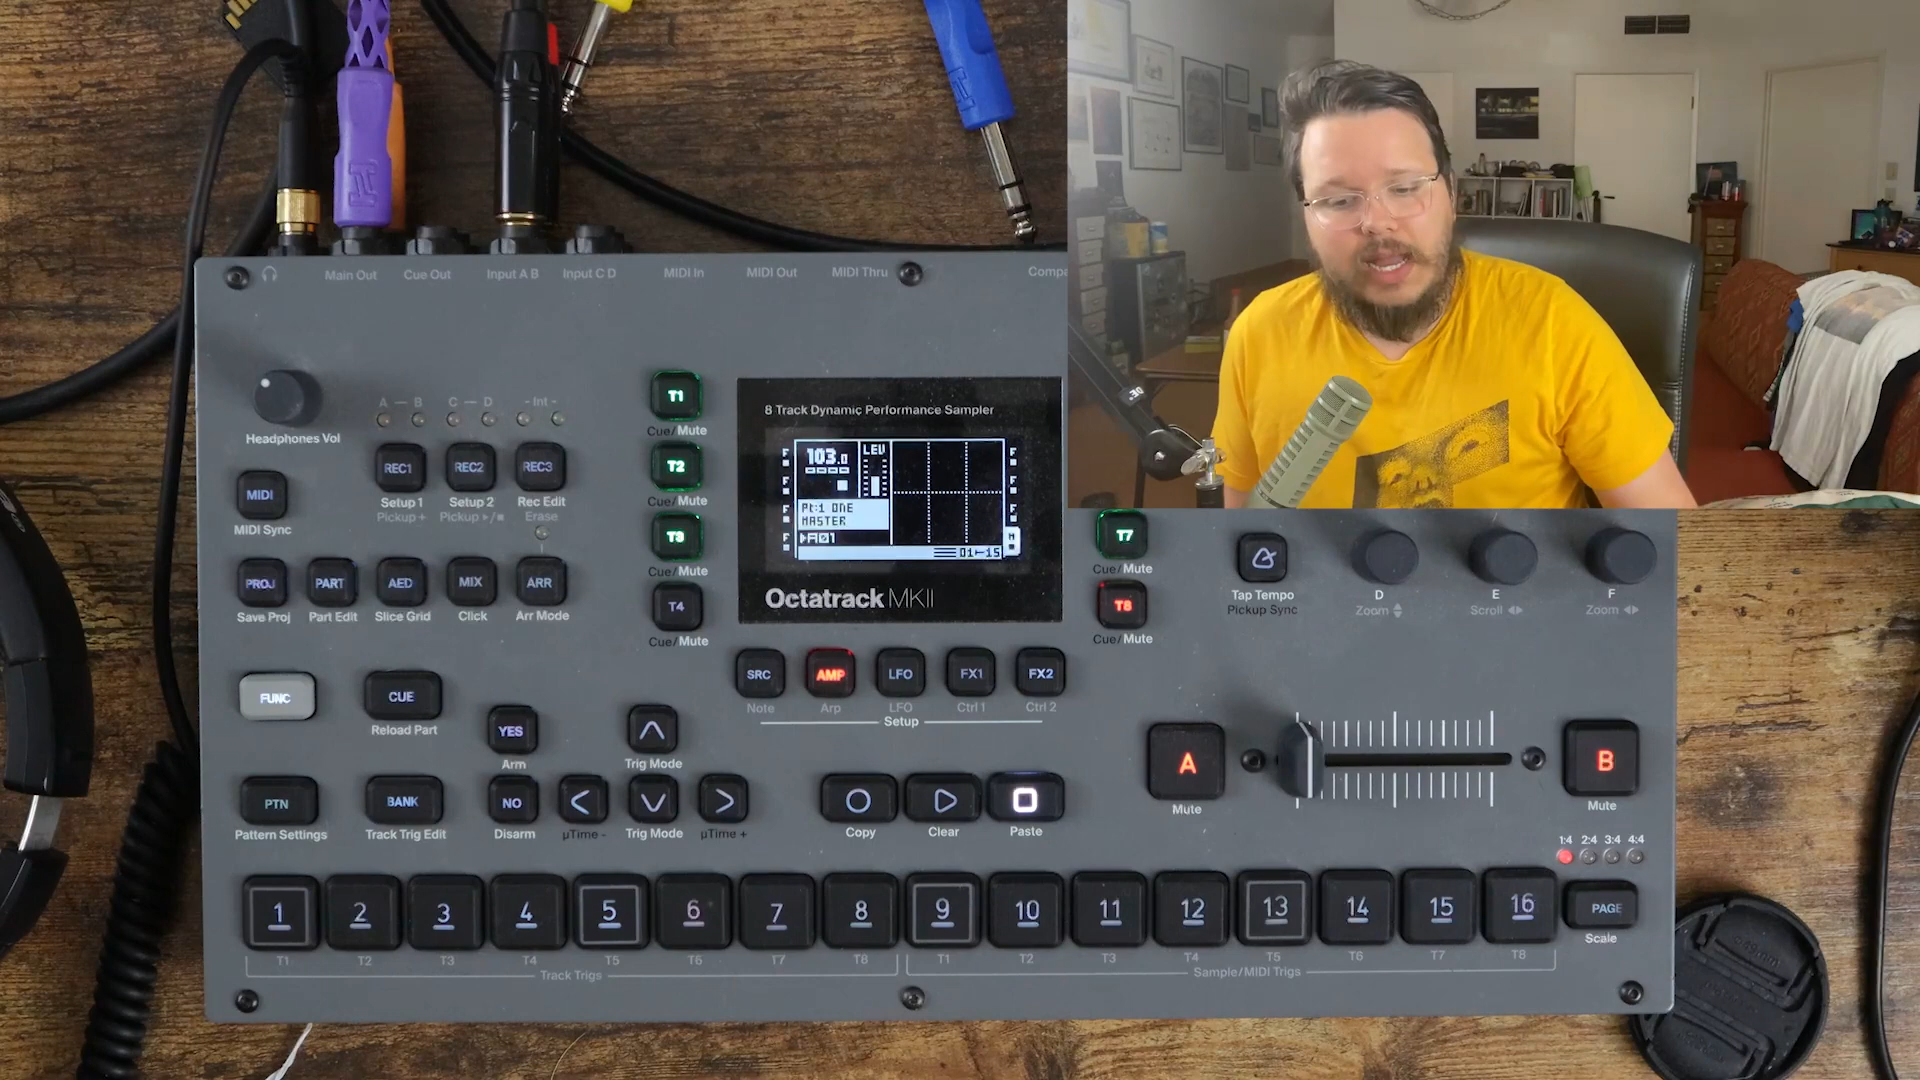 Main Out Cue Out Input A B Input C D MIDI In MIDI Out MIDI Thru
Headphones Vol
A B C D - Int -
REC1 REC2 REC3
Setup 1 Setup 2 Rec Edit
Pickup + Pickup Erase
MIDI
MIDI Sync
PROJ PART AED MIX ARR
Save Proj Part Edit Slice Grid Click Arr Mode
T1
Cue/Mute
T2
Cue/Mute
T3
Cue/Mute
T4
Cue/Mute
8 Track Dynamic Performance Sampler
103.0 LEV
Pt:1 ONE
MASTER
A01
01 15
Octatrack MKII
T7
Cue/Mute
T8
Cue/Mute
Tap Tempo
Pickup Sync
D
Zoom
E
Scroll
F
Zoom
SRC AMP LFO FX1 FX2
Note Arp LFO Ctrl 1 Ctrl 2
Setup
FUNC CUE
Reload Part
YES
Arm
Trig Mode
PTN BANK NO
Pattern Settings Track Trig Edit Disarm µTime - Trig Mode µTime +
Copy Clear Paste
A
Mute
B
Mute
1:4 2:4 3:4 4:4
1 2 3 4 5 6 7 8 9 10 11 12 13 14 15 16
PAGE
Scale
T1 T2 T3 T4 T5 T6 T7 T8 T1 T2 T3 T4 T5 T6 T7 T8
Track Trigs Sample/MIDI Trigs